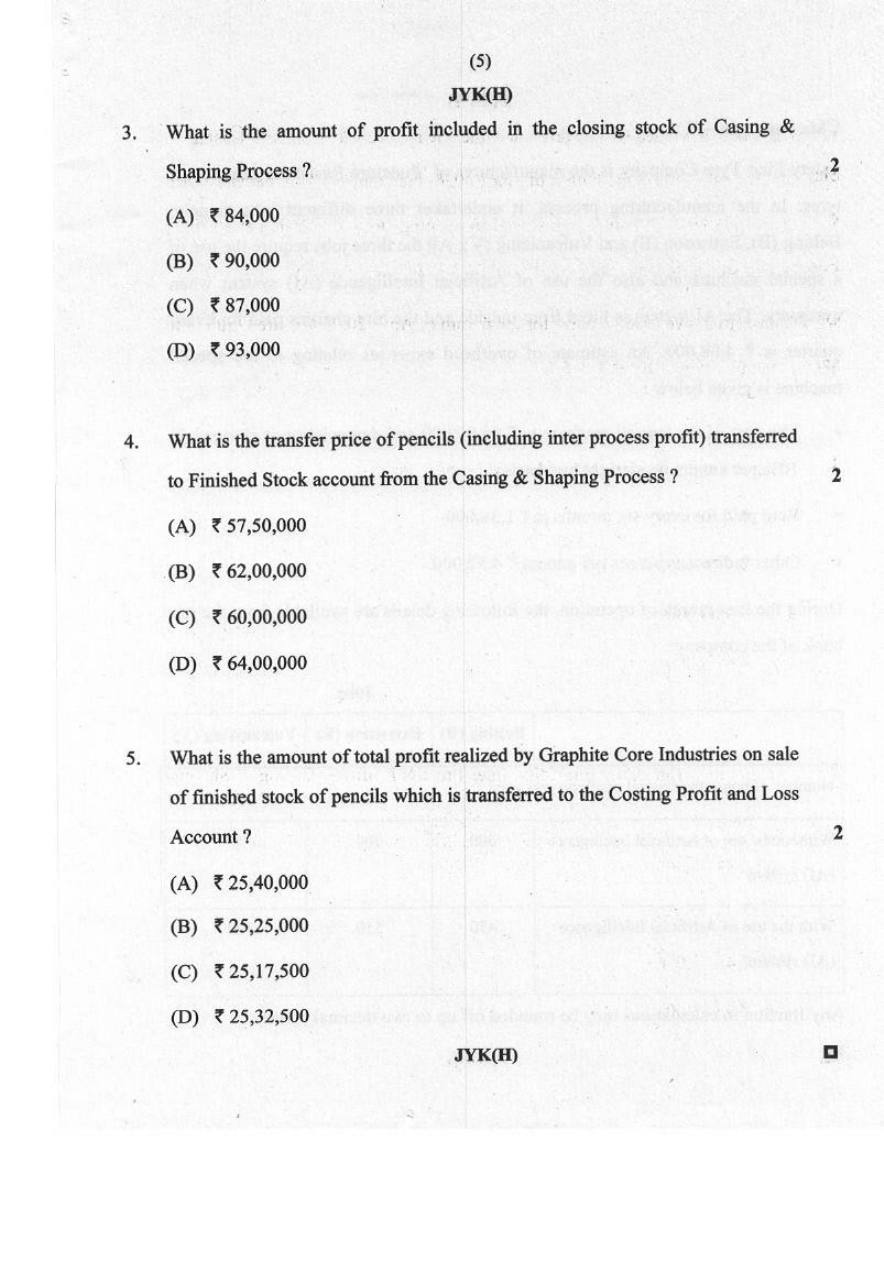 (5)
JYK(H)
3. What is the amount of profit included in the closing stock of Casing &
Shaping Process ? 2
(A) ₹ 84,000
(B) ₹ 90,000
(C) ₹ 87,000
(D) ₹ 93,000
4. What is the transfer price of pencils (including inter process profit) transferred
to Finished Stock account from the Casing & Shaping Process ? 2
(A) ₹ 57,50,000
(B) ₹ 62,00,000
(C) ₹ 60,00,000
(D) ₹ 64,00,000
5. What is the amount of total profit realized by Graphite Core Industries on sale
of finished stock of pencils which is transferred to the Costing Profit and Loss
Account ? 2
(A) ₹ 25,40,000
(B) ₹ 25,25,000
(C) ₹ 25,17,500
(D) ₹ 25,32,500
JYK(H)